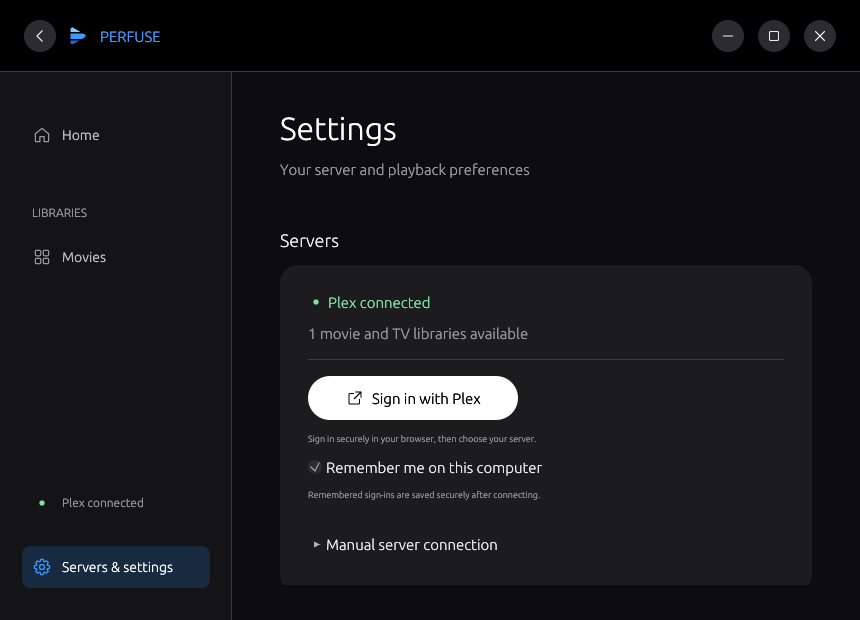 PERFUSE
Home
LIBRARIES
Movies
Plex connected
Servers & settings
Settings
Your server and playback preferences
Servers
Plex connected
1 movie and TV libraries available
Sign in with Plex
Sign in securely in your browser, then choose your server.
Remember me on this computer
Remembered sign-ins are saved securely after connecting.
Manual server connection